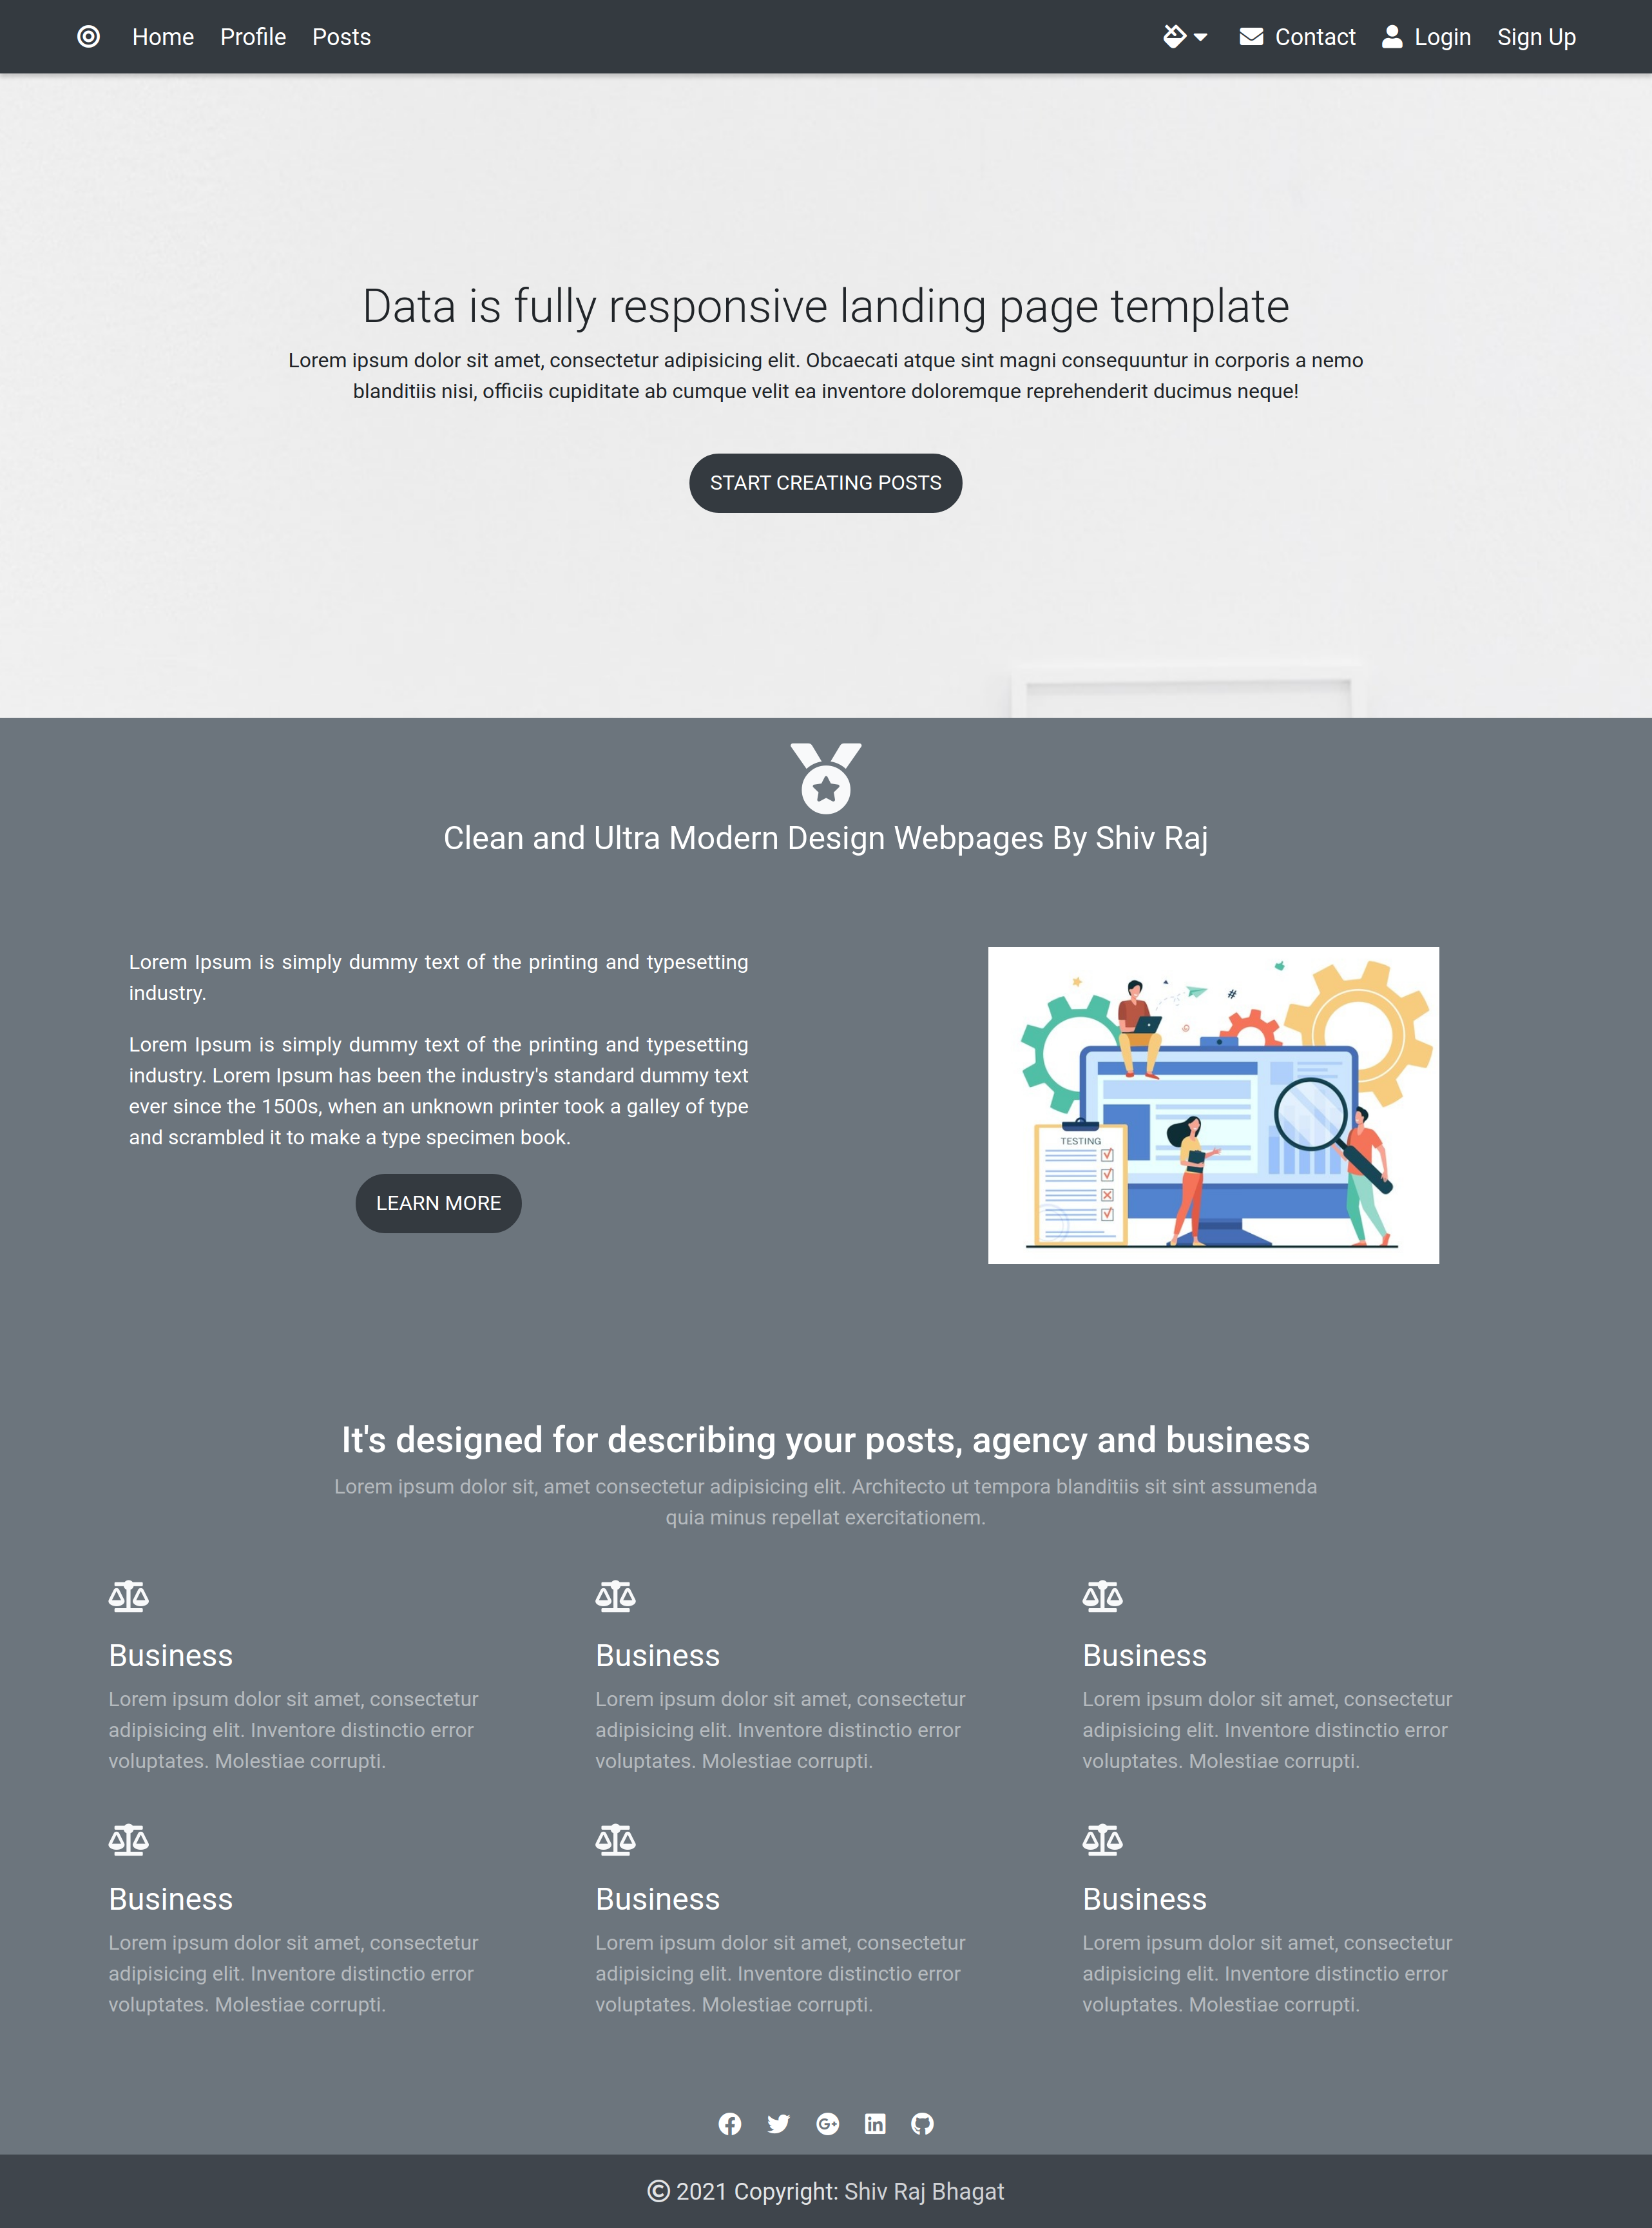 Home Profile Posts Contact Login Sign Up
Data is fully responsive landing page template
Lorem ipsum dolor sit amet, consectetur adipisicing elit. Obcaecati atque sint magni consequuntur in corporis a nemo
blanditiis nisi, officiis cupiditate ab cumque velit ea inventore doloremque reprehenderit ducimus neque!
START CREATING POSTS
Clean and Ultra Modern Design Webpages By Shiv Raj
Lorem Ipsum is simply dummy text of the printing and typesetting
industry.
Lorem Ipsum is simply dummy text of the printing and typesetting
industry. Lorem Ipsum has been the industry's standard dummy text
ever since the 1500s, when an unknown printer took a galley of type
and scrambled it to make a type specimen book.
LEARN MORE
#
TESTING
It's designed for describing your posts, agency and business
Lorem ipsum dolor sit, amet consectetur adipisicing elit. Architecto ut tempora blanditiis sit sint assumenda
quia minus repellat exercitationem.
Business
Lorem ipsum dolor sit amet, consectetur
adipisicing elit. Inventore distinctio error
voluptates. Molestiae corrupti.
Business
Lorem ipsum dolor sit amet, consectetur
adipisicing elit. Inventore distinctio error
voluptates. Molestiae corrupti.
Business
Lorem ipsum dolor sit amet, consectetur
adipisicing elit. Inventore distinctio error
voluptates. Molestiae corrupti.
Business
Lorem ipsum dolor sit amet, consectetur
adipisicing elit. Inventore distinctio error
voluptates. Molestiae corrupti.
Business
Lorem ipsum dolor sit amet, consectetur
adipisicing elit. Inventore distinctio error
voluptates. Molestiae corrupti.
Business
Lorem ipsum dolor sit amet, consectetur
adipisicing elit. Inventore distinctio error
voluptates. Molestiae corrupti.
© 2021 Copyright: Shiv Raj Bhagat